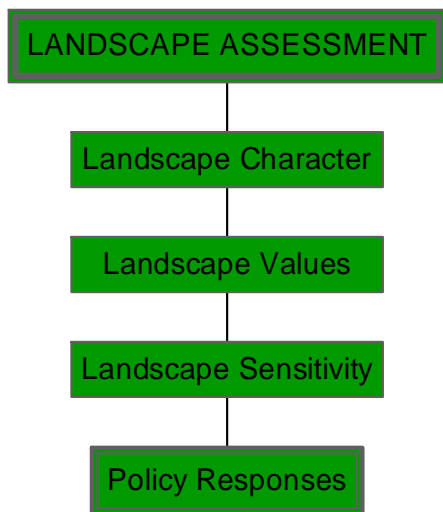 LANDSCAPE ASSESSMENT
Landscape Character
Landscape Values
Landscape Sensitivity
Policy Responses